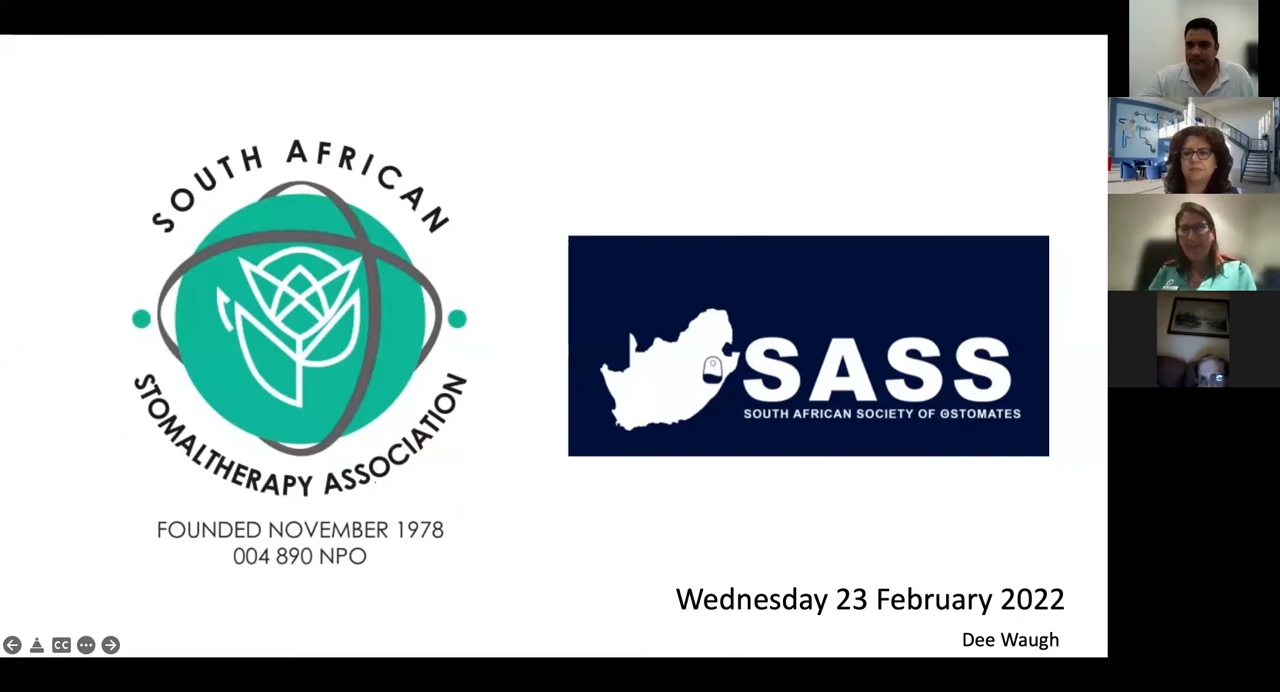 SOUTH AFRICAN
STOMALTHERAPY ASSOCIATION
FOUNDED NOVEMBER 1978
004 890 NPO
SASS
SOUTH AFRICAN SOCIETY OF OSTOMATES
Wednesday 23 February 2022
Dee Waugh
CC